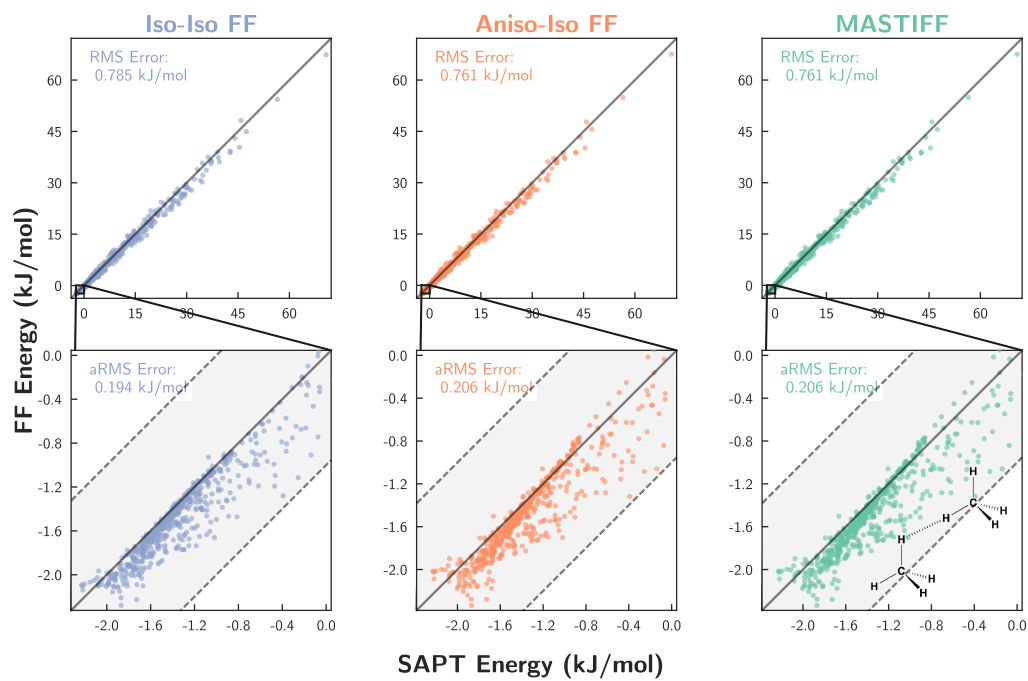 Iso-Iso FF
Aniso-Iso FF
MASTIFF
RMS Error:
0.785 kJ/mol
RMS Error:
0.761 kJ/mol
RMS Error:
0.761 kJ/mol
60
45
30
15
0
60
45
30
15
0
60
45
30
15
0
0 15 30 45 60
0 15 30 45 60
0 15 30 45 60
FF Energy (kJ/mol)
aRMS Error:
0.194 kJ/mol
aRMS Error:
0.206 kJ/mol
aRMS Error:
0.206 kJ/mol
0.0
-0.4
-0.8
-1.2
-1.6
-2.0
0.0
-0.4
-0.8
-1.2
-1.6
-2.0
0.0
-0.4
-0.8
-1.2
-1.6
-2.0
H
C
H
H
H
H
C
H
H
H
-2.0 -1.6 -1.2 -0.8 -0.4 0.0
-2.0 -1.6 -1.2 -0.8 -0.4 0.0
-2.0 -1.6 -1.2 -0.8 -0.4 0.0
SAPT Energy (kJ/mol)